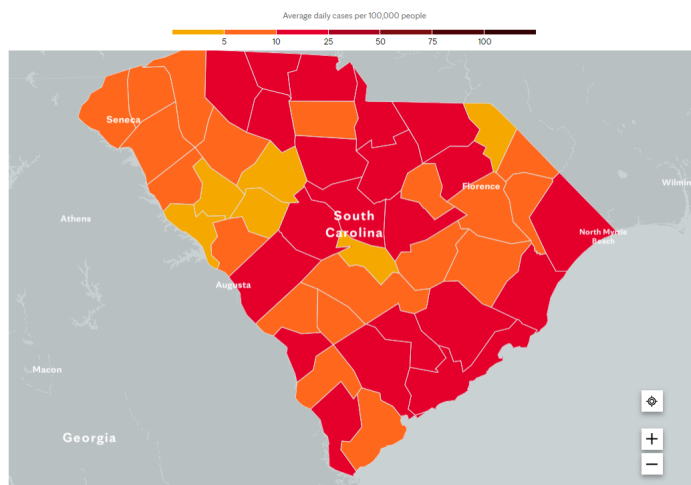 Average daily cases per 100,000 people
5 10 25 50 75 100
Seneca
Wilmin
Florence
South
Carolina
Athens
North Myrtle
Beach
Augusta
Macon
Georgia